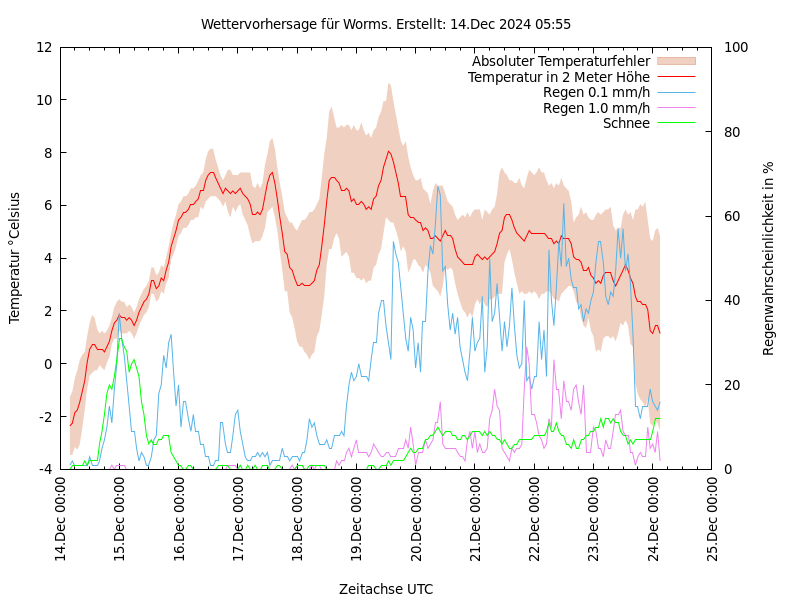 Wettervorhersage für Worms. Erstellt: 14.Dec 2024 05:55
Absoluter Temperaturfehler
Temperatur in 2 Meter Höhe
Regen 0.1 mm/h
Regen 1.0 mm/h
Schnee
Temperatur °Celsius
12
10
8
6
4
2
0
-2
-4
Regenwahrscheinlichkeit in %
100
80
60
40
20
0
14.Dec 00:00
15.Dec 00:00
16.Dec 00:00
17.Dec 00:00
18.Dec 00:00
19.Dec 00:00
20.Dec 00:00
21.Dec 00:00
22.Dec 00:00
23.Dec 00:00
24.Dec 00:00
25.Dec 00:00
Zeitachse UTC